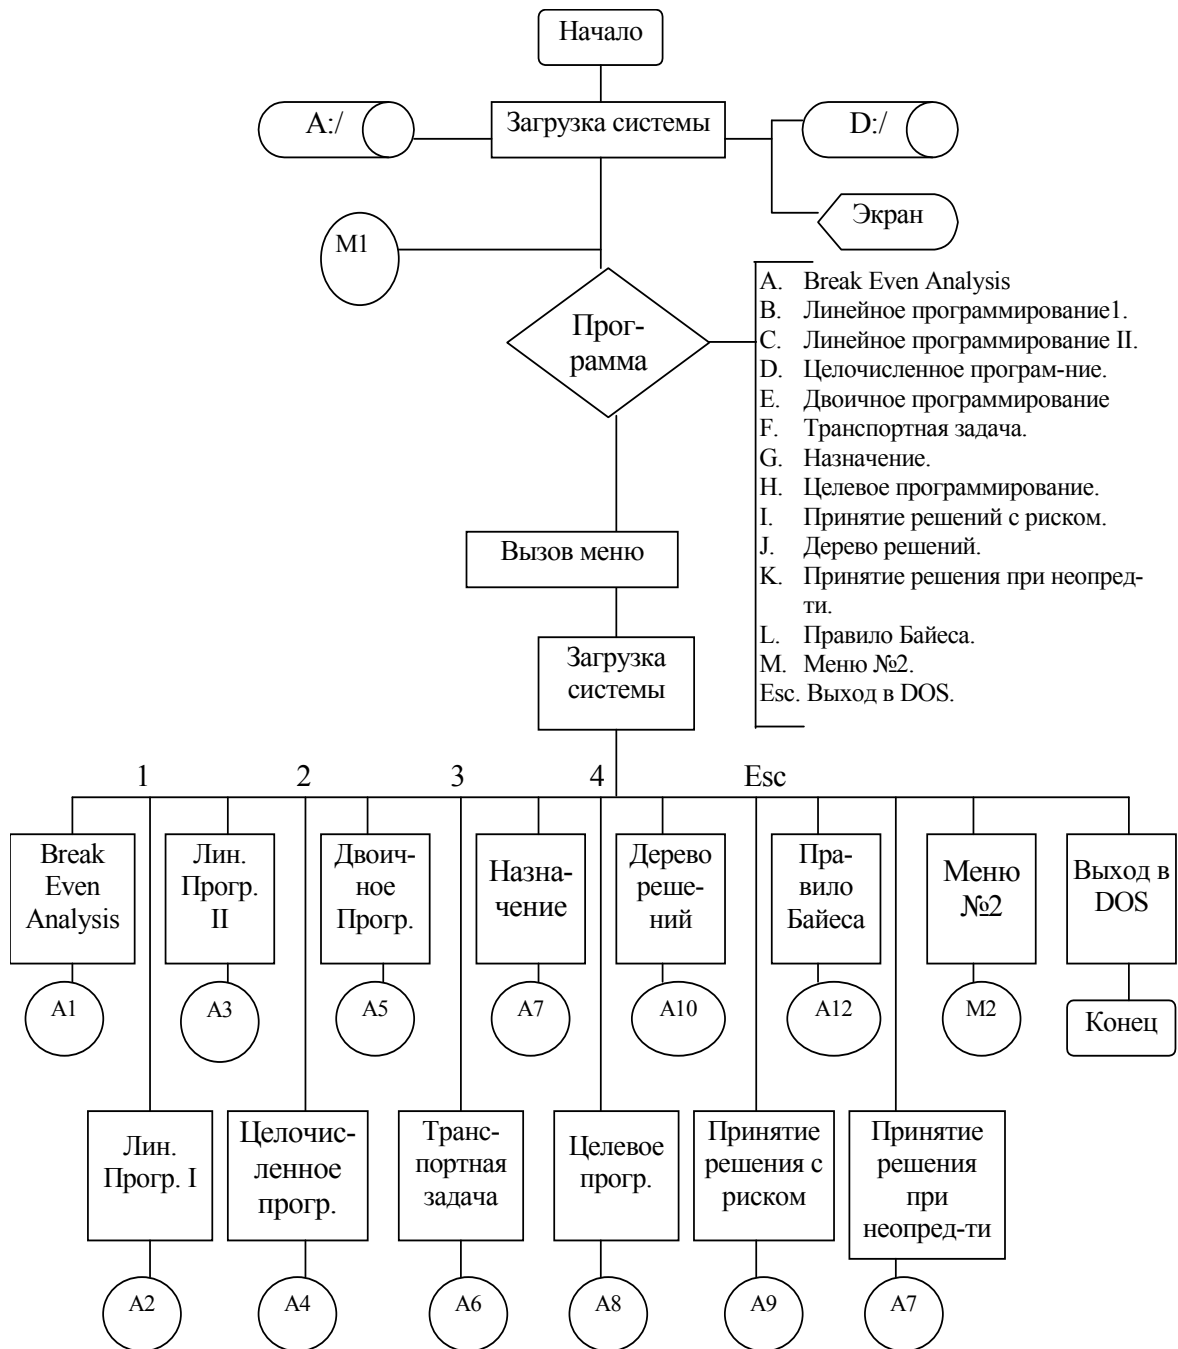 Начало
A:/
Загрузка системы
D:/
Экран
M1
Прог-
рамма
A. Break Even Analysis
B. Линейное программирование1.
C. Линейное программирование II.
D. Целочисленное програм-ние.
E. Двоичное программирование
F. Транспортная задача.
G. Назначение.
H. Целевое программирование.
I. Принятие решений с риском.
J. Дерево решений.
K. Принятие решения при неопред-
ти.
L. Правило Байеса.
M. Меню №2.
Esc. Выход в DOS.
Вызов меню
Загрузка
системы
1 2 3 4 Esc
Break
Even
Analysis
Лин.
Прогр.
II
Двоич-
ное
Прогр.
Назна-
чение
Дерево
реше-
ний
Пра-
вило
Байеса
Меню
№2
Выход в
DOS
A1
A3
A5
A7
A10
A12
M2
Конец
Лин.
Прогр. I
Целочис-
ленное
прогр.
Транс-
портная
задача
Целевое
прогр.
Принятие
решения с
риском
Принятие
решения
при
неопред-ти
A2
A4
A6
A8
A9
A7